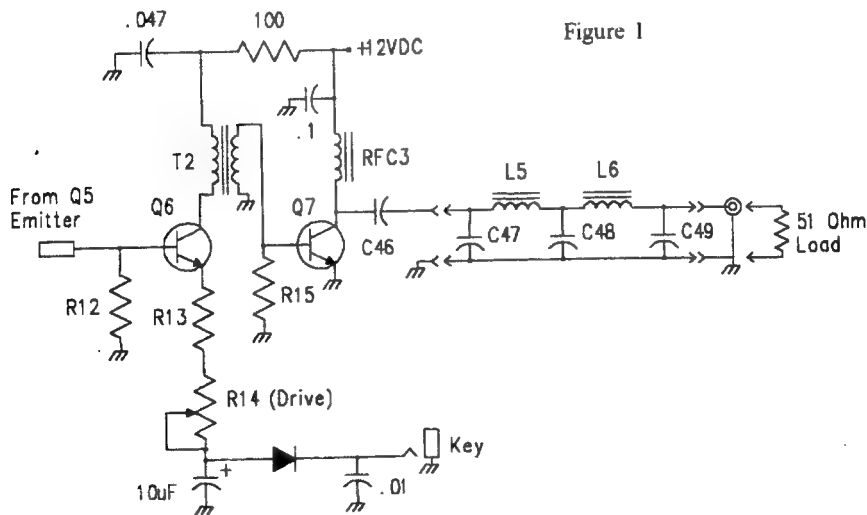 Figure 1
.047
100
+12VDC
.1
T2
RFC3
L5
L6
From Q5
Emitter
Q6
Q7
C46
C47
C48
C49
51 Ohm
Load
R12
R13
R15
R14 (Drive)
Key
+
10uF
.01